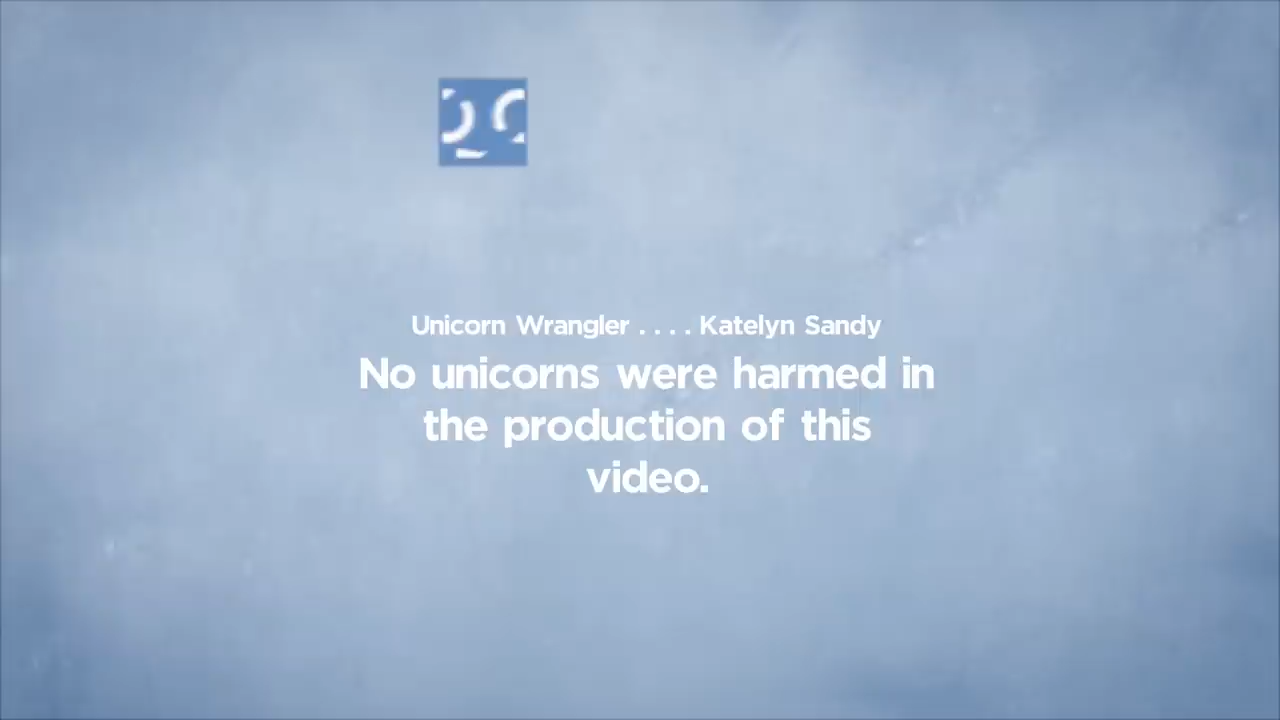 Unicorn Wrangler . . . . Katelyn Sandy
No unicorns were harmed in
the production of this
video.